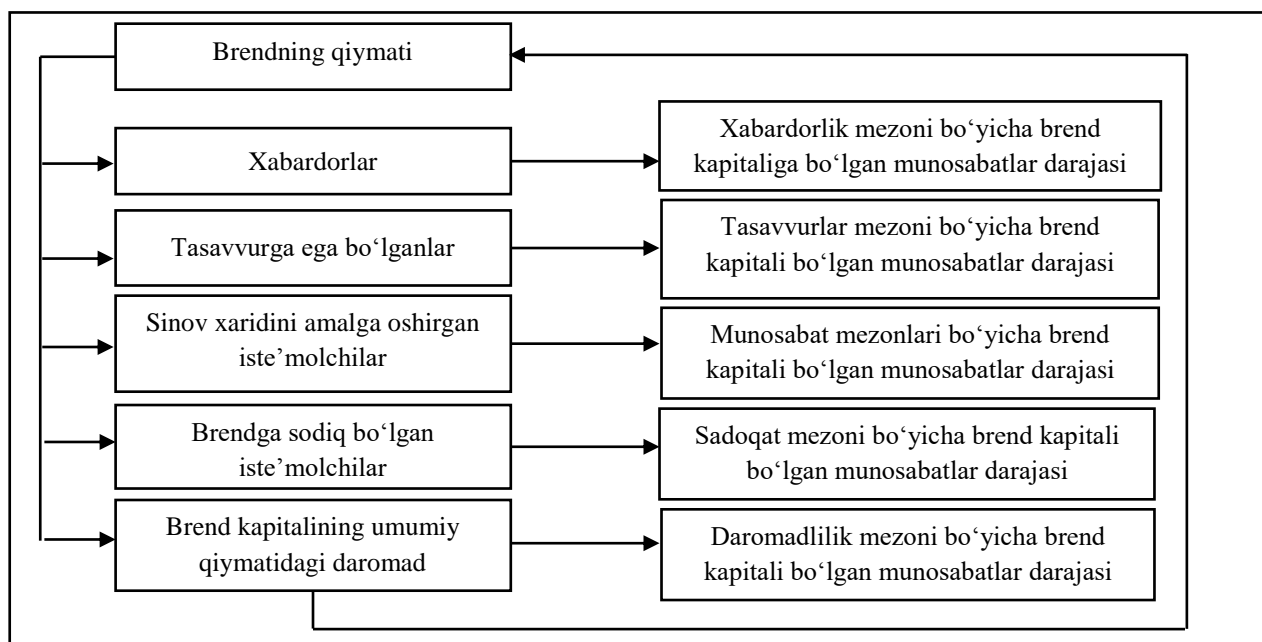 Brendning qiymati
Xabardorlar
Xabardorlik mezoni bo‘yicha brend
kapitaliga bo‘lgan munosabatlar darajasi
Tasavvurga ega bo‘lganlar
Tasavvurlar mezoni bo‘yicha brend
kapitali bo‘lgan munosabatlar darajasi
Sinov xaridini amalga oshirgan
iste’molchilar
Munosabat mezonlari bo‘yicha brend
kapitali bo‘lgan munosabatlar darajasi
Brendga sodiq bo‘lgan
iste’molchilar
Sadoqat mezoni bo‘yicha brend kapitali
bo‘lgan munosabatlar darajasi
Brend kapitalining umumiy
qiymatidagi daromad
Daromadlilik mezoni bo‘yicha brend
kapitali bo‘lgan munosabatlar darajasi